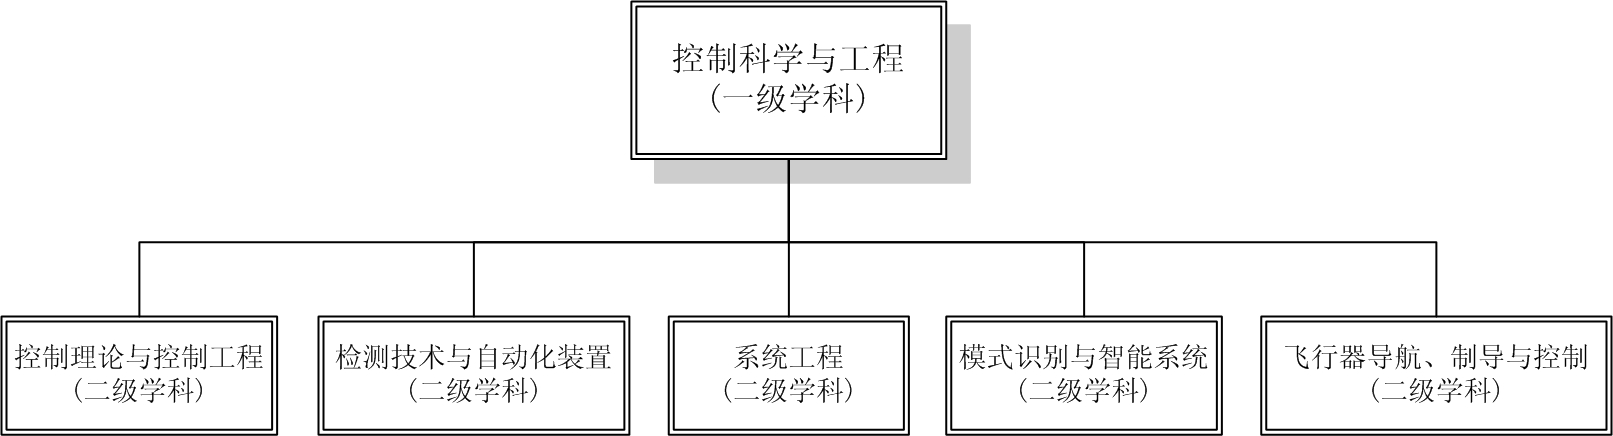 控制科学与工程
(一级学科)
控制理论与控制工程
(二级学科)
检测技术与自动化装置
(二级学科)
系统工程
(二级学科)
模式识别与智能系统
(二级学科)
飞行器导航、制导与控制
(二级学科)